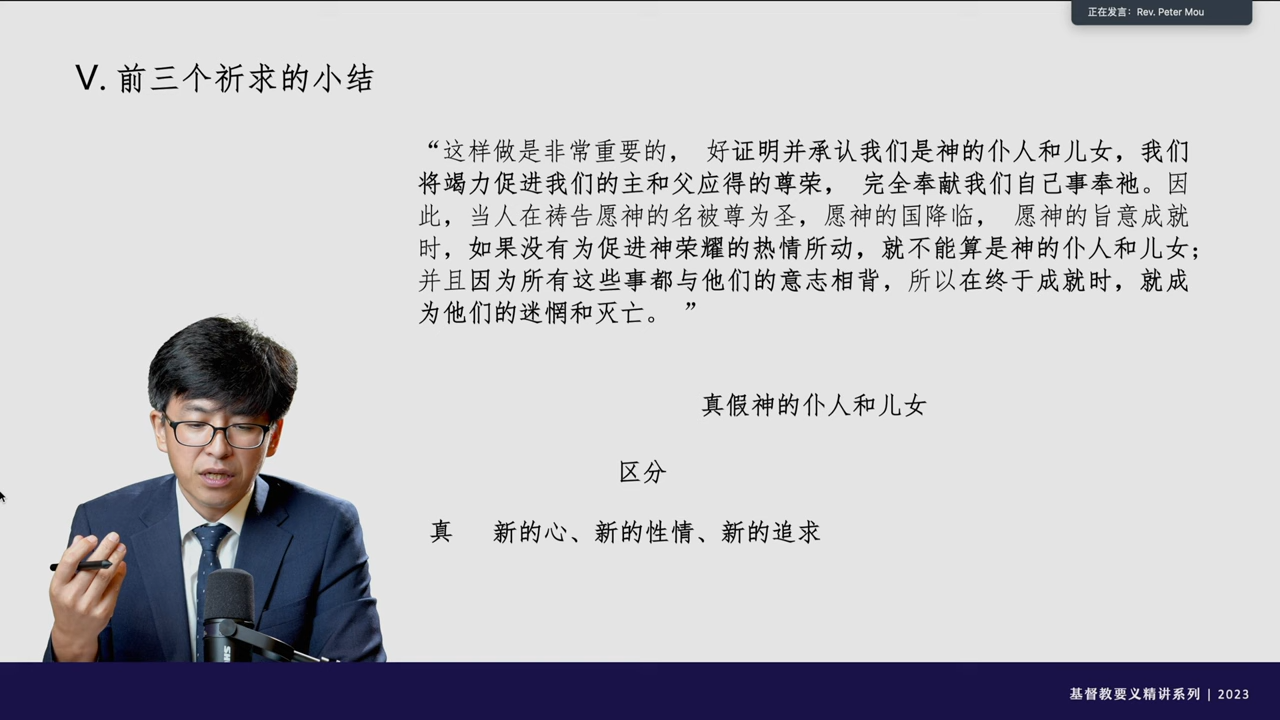 正在发言: Rev. Peter Mou
V. 前三个祈求的小结
“这样做是非常重要的， 好证明并承认我们是神的仆人和儿女，我们
将竭力促进我们的主和父应得的尊荣， 完全奉献我们自己事奉祂。因
此，当人在祷告愿神的名被尊为圣，愿神的国降临， 愿神的旨意成就
时，如果没有为促进神荣耀的热情所动，就不能算是神的仆人和儿女；
并且因为所有这些事都与他们的意志相背，所以在终于成就时，就成
为他们的迷惘和灭亡。 ”
真假神的仆人和儿女
区分
真 新的心、新的性情、新的追求
基督教要义精讲系列 | 2023